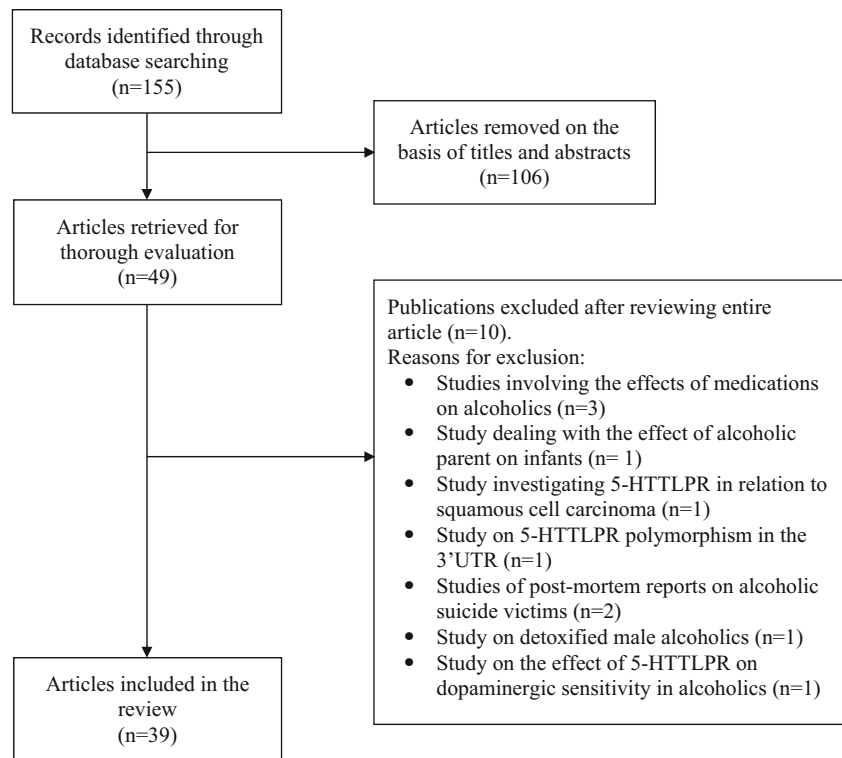 Records identified through
database searching
(n=155)
Articles removed on the
basis of titles and abstracts
(n=106)
Articles retrieved for
thorough evaluation
(n=49)
Publications excluded after reviewing entire
article (n=10).
Reasons for exclusion:
• Studies involving the effects of medications
on alcoholics (n=3)
• Study dealing with the effect of alcoholic
parent on infants (n= 1)
• Study investigating 5-HTTLPR in relation to
squamous cell carcinoma (n=1)
• Study on 5-HTTLPR polymorphism in the
3’UTR (n=1)
• Studies of post-mortem reports on alcoholic
suicide victims (n=2)
• Study on detoxified male alcoholics (n=1)
• Study on the effect of 5-HTTLPR on
dopaminergic sensitivity in alcoholics (n=1)
Articles included in the
review
(n=39)